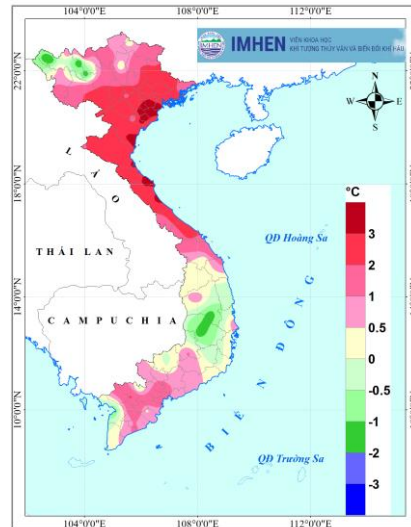 104°0'0"E
108°0'0"E
112°0'0"E
IMHEN
VIỆN KHOA HỌC
KHÍ TƯỢNG THỦY VĂN VÀ BIẾN ĐỔI KHÍ HẬU
22°0'0"N
N
W
E
S
LÀO
18°0'0"N
°C
THÁI LAN
QĐ Hoàng Sa
3
2
1
0.5
0
-0.5
-1
-2
-3
14°0'0"N
CAMPUCHIA
BIỂN ĐÔNG
10°0'0"N
QĐ Trường Sa
104°0'0"E
108°0'0"E
112°0'0"E